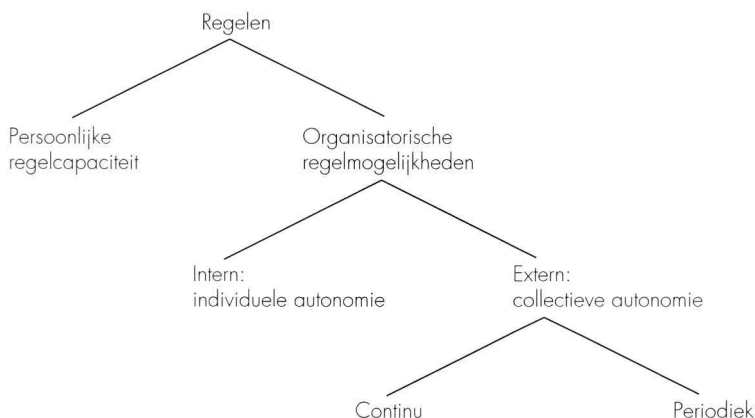 Regelen
Persoonlijke
regelcapaciteit
Organisatorische
regelmogelijkheden
Intern:
individuele autonomie
Extern:
collectieve autonomie
Continu
Periodiek